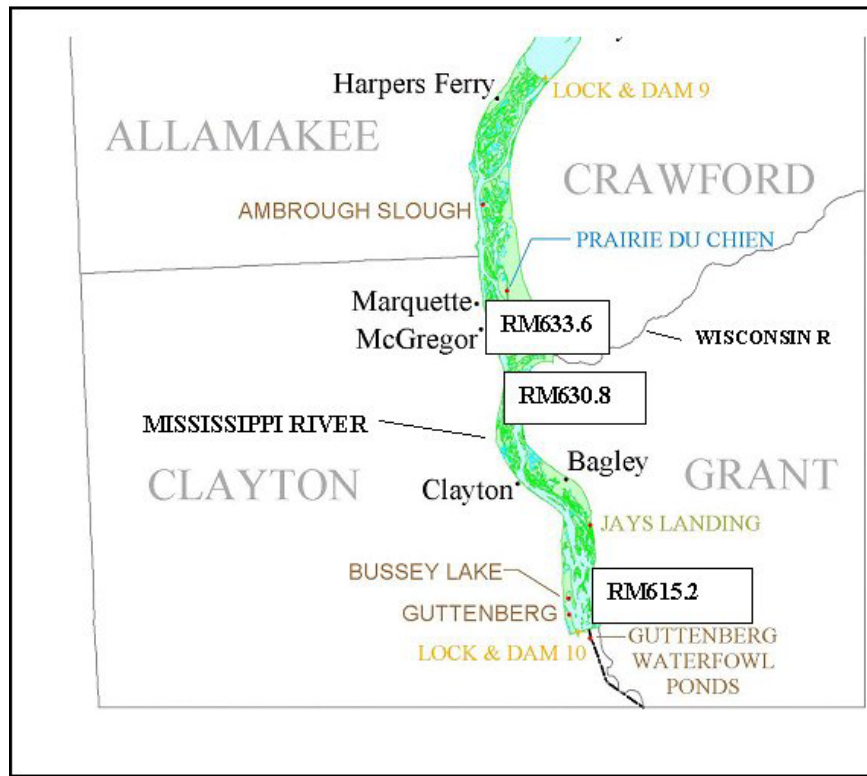 Harpers Ferry
LOCK & DAM 9
ALLAMAKEE
CRAWFORD
AMBROUGH SLOUGH
PRAIRIE DU CHIEN
Marquette
RM633.6
McGregor
WISCONSIN R
RM630.8
MISSISSIPPI RIVER
Bagley
CLAYTON
GRANT
Clayton
JAYS LANDING
BUSSEY LAKE
RM615.2
GUTTENBERG
LOCK & DAM 10
GUTTENBERG
WATERFOWL
PONDS